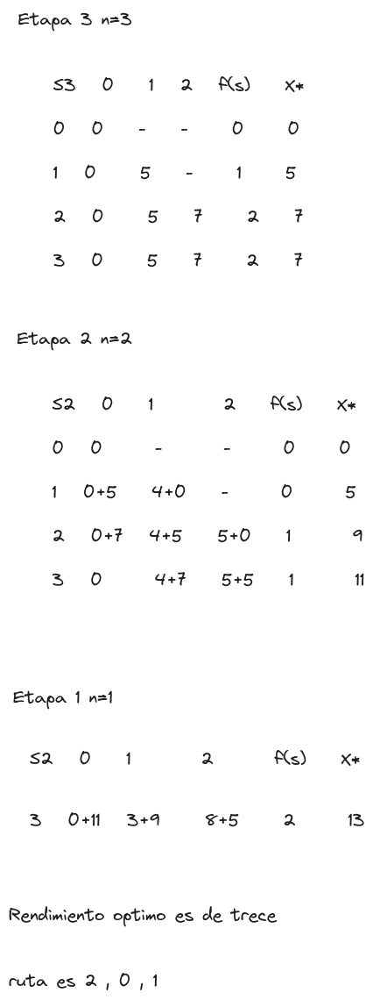 Etapa 3 n=3
S3 0 1 2 f(s) X*
0 0 - - 0 0
1 0 5 - 1 5
2 0 5 7 2 7
3 0 5 7 2 7
Etapa 2 n=2
S2 0 1 2 f(s) X*
0 0 - - 0 0
1 0+5 4+0 - 0 5
2 0+7 4+5 5+0 1 9
3 0 4+7 5+5 1 11
Etapa 1 n=1
S2 0 1 2 f(s) X*
3 0+11 3+9 8+5 2 13
Rendimiento optimo es de trece
ruta es 2 , 0 , 1